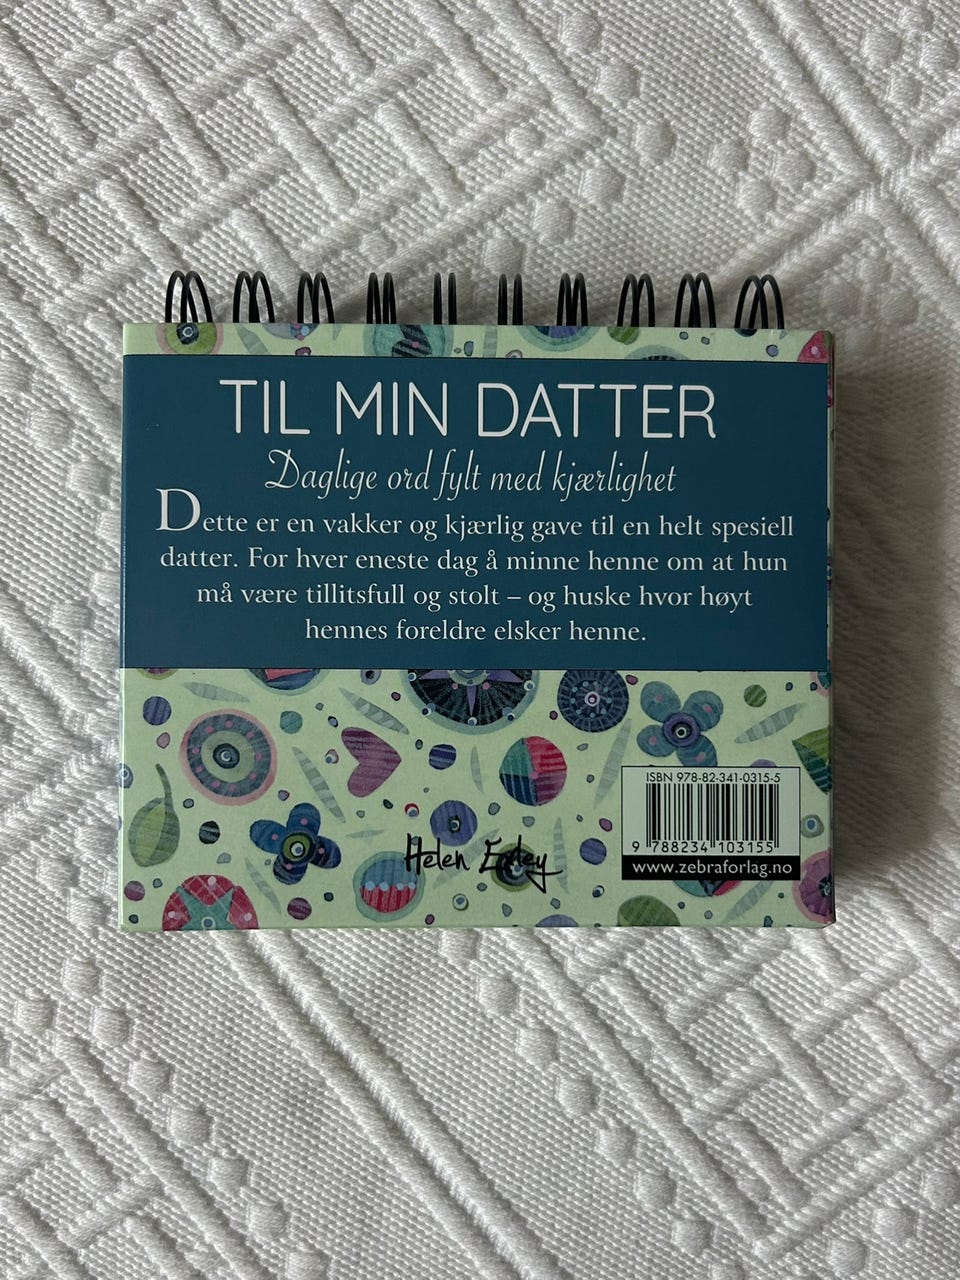 TIL MIN DATTER
Daglige ord fylt med kjærlighet
Dette er en vakker og kjærlig gave til en helt spesiell
datter. For hver eneste dag å minne henne om at hun
må være tillitsfull og stolt – og huske hvor høyt
hennes foreldre elsker henne.
ISBN 978-82-341-0315-5
9 788234 103155
www.zebraforlag.no
Helen Exley